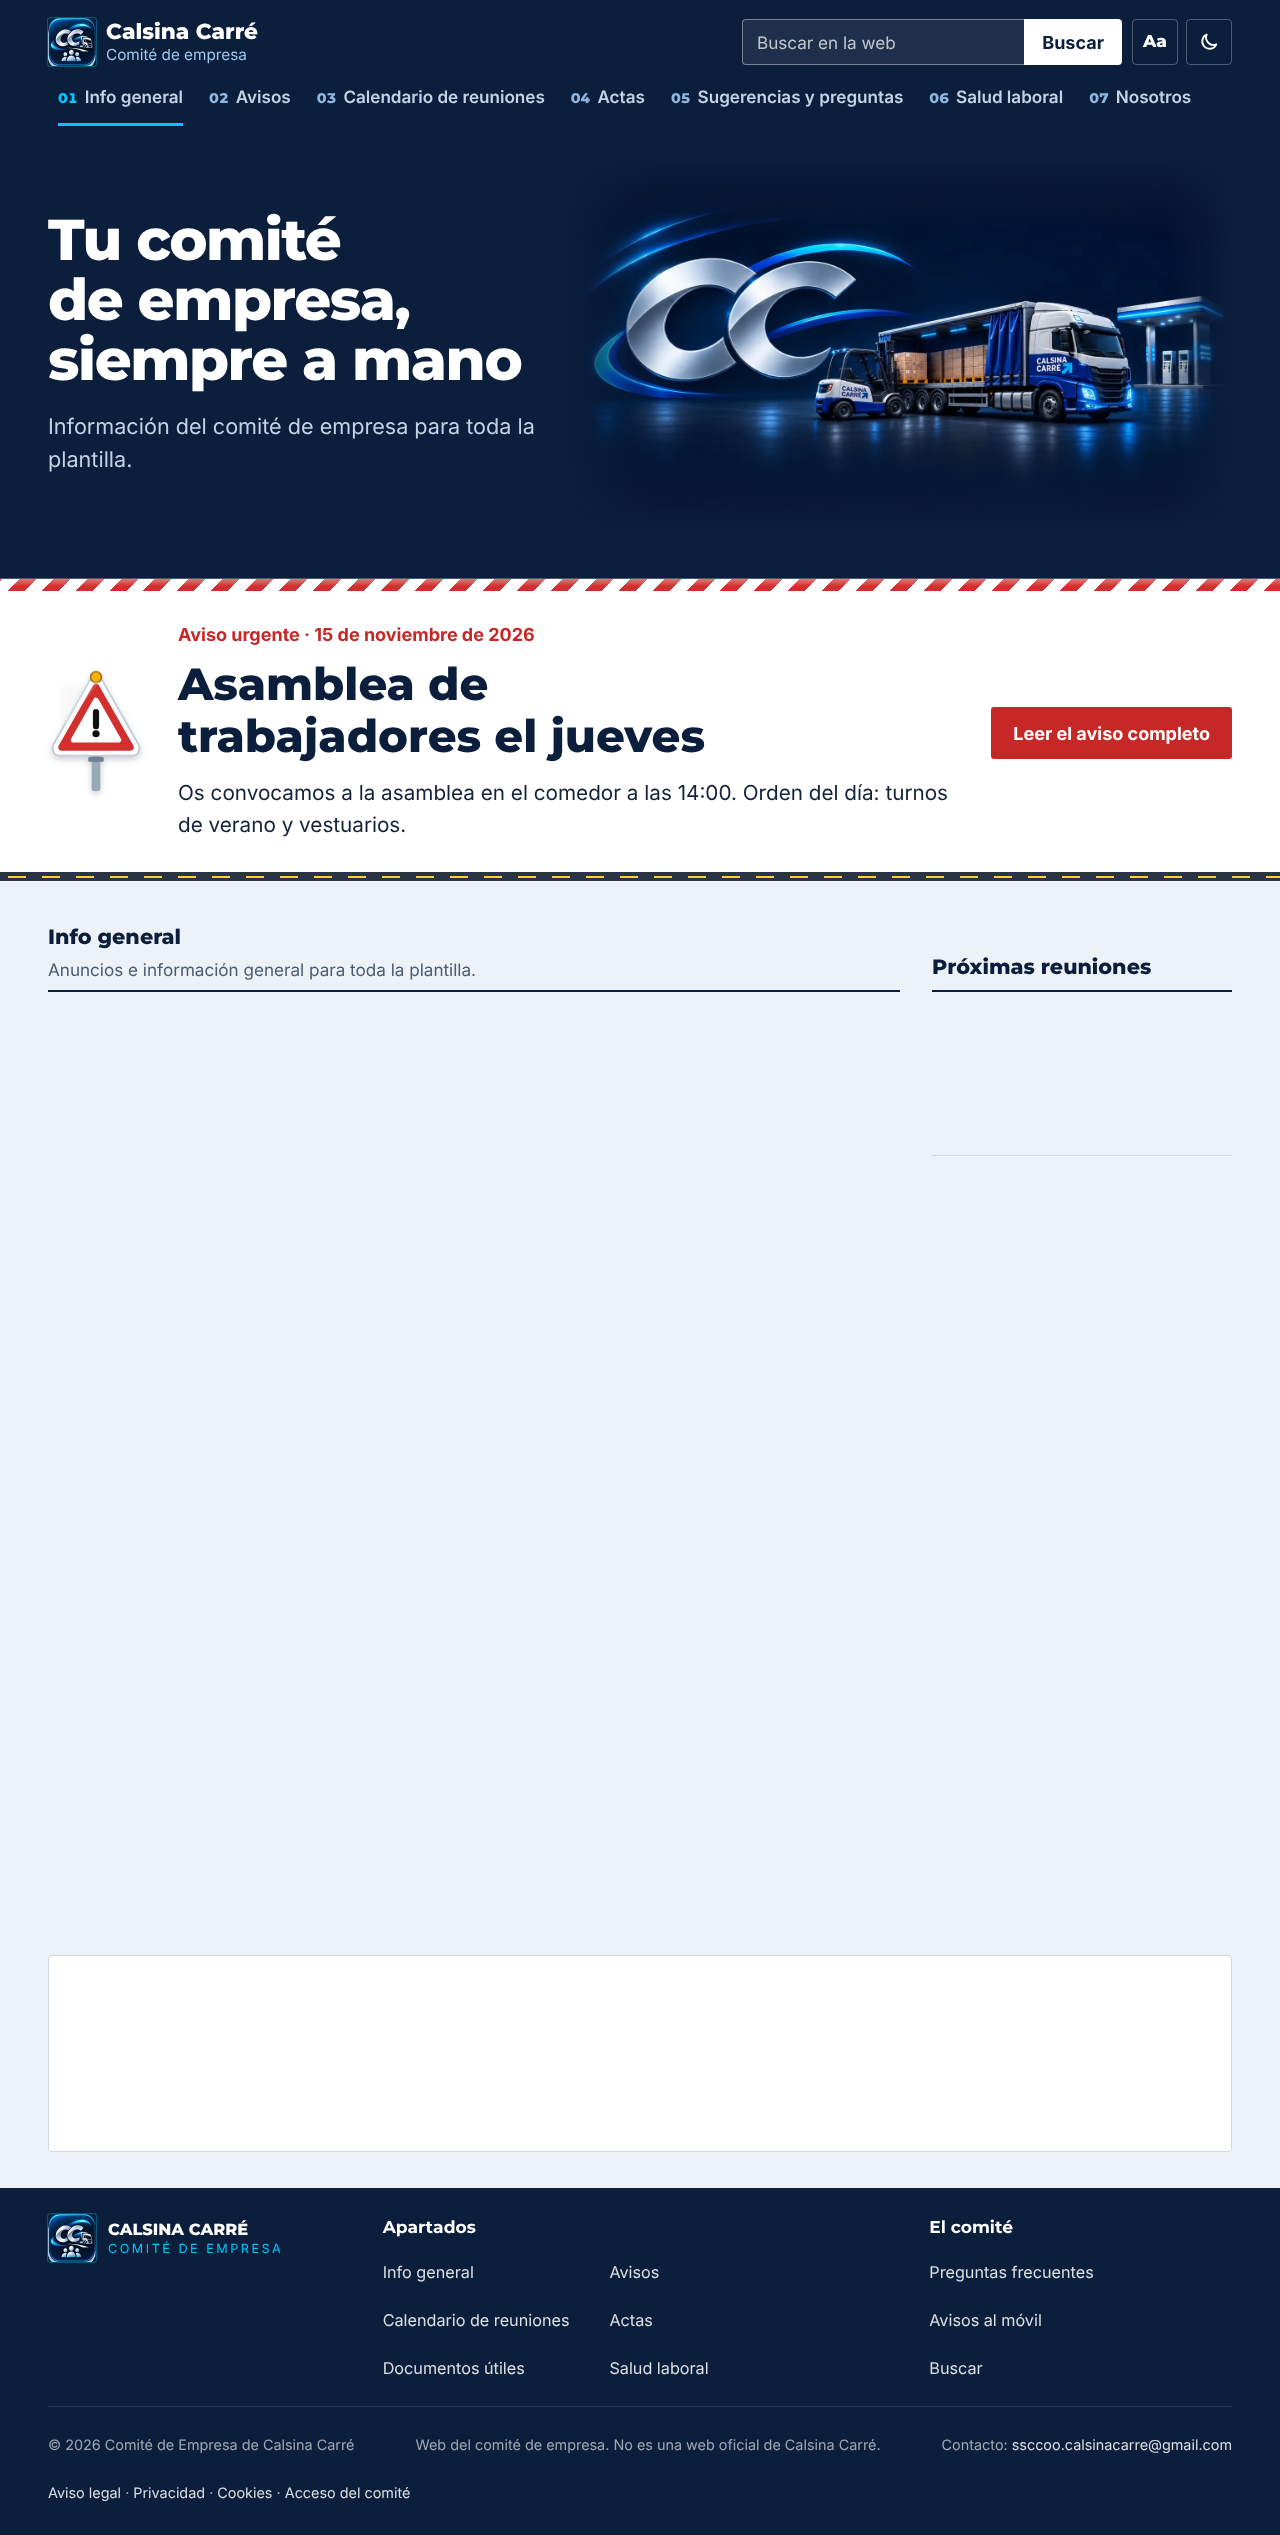 Calsina Carré
Comité de empresa
Buscar en la web
Buscar
Aa
01 Info general
02 Avisos
03 Calendario de reuniones
04 Actas
05 Sugerencias y preguntas
06 Salud laboral
07 Nosotros
Tu comité
de empresa,
siempre a mano
Información del comité de empresa para toda la
plantilla.
CC
CALSINA
CARRÉ
CALSINA
CARRÉ
Aviso urgente · 15 de noviembre de 2026
Asamblea de
trabajadores el jueves
Os convocamos a la asamblea en el comedor a las 14:00. Orden del día: turnos
de verano y vestuarios.
Leer el aviso completo
Info general
Anuncios e información general para toda la plantilla.
Próximas reuniones
CALSINA CARRÉ
COMITÉ DE EMPRESA
Apartados
Info general
Avisos
Calendario de reuniones
Actas
Documentos útiles
Salud laboral
El comité
Preguntas frecuentes
Avisos al móvil
Buscar
© 2026 Comité de Empresa de Calsina Carré
Web del comité de empresa. No es una web oficial de Calsina Carré.
Contacto: ssccoo.calsinacarre@gmail.com
Aviso legal · Privacidad · Cookies · Acceso del comité